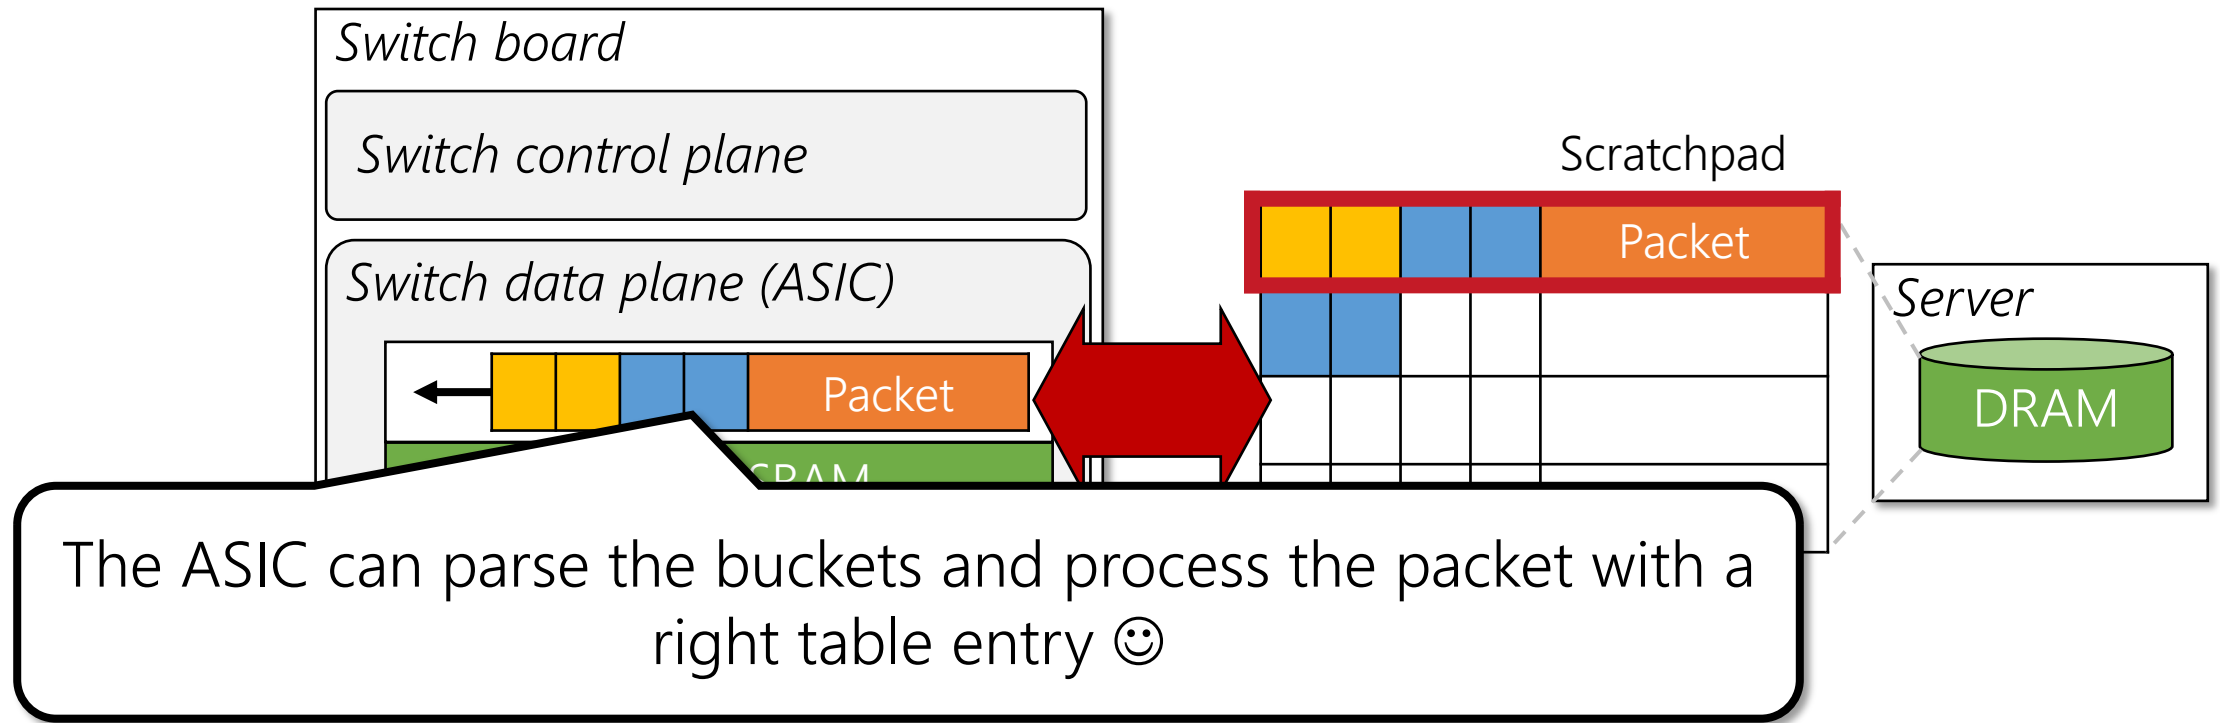 Switch board
Switch control plane
Scratchpad
Packet
Switch data plane (ASIC)
Server
Packet
DRAM
SRAM
The ASIC can parse the buckets and process the packet with a
right table entry ☺